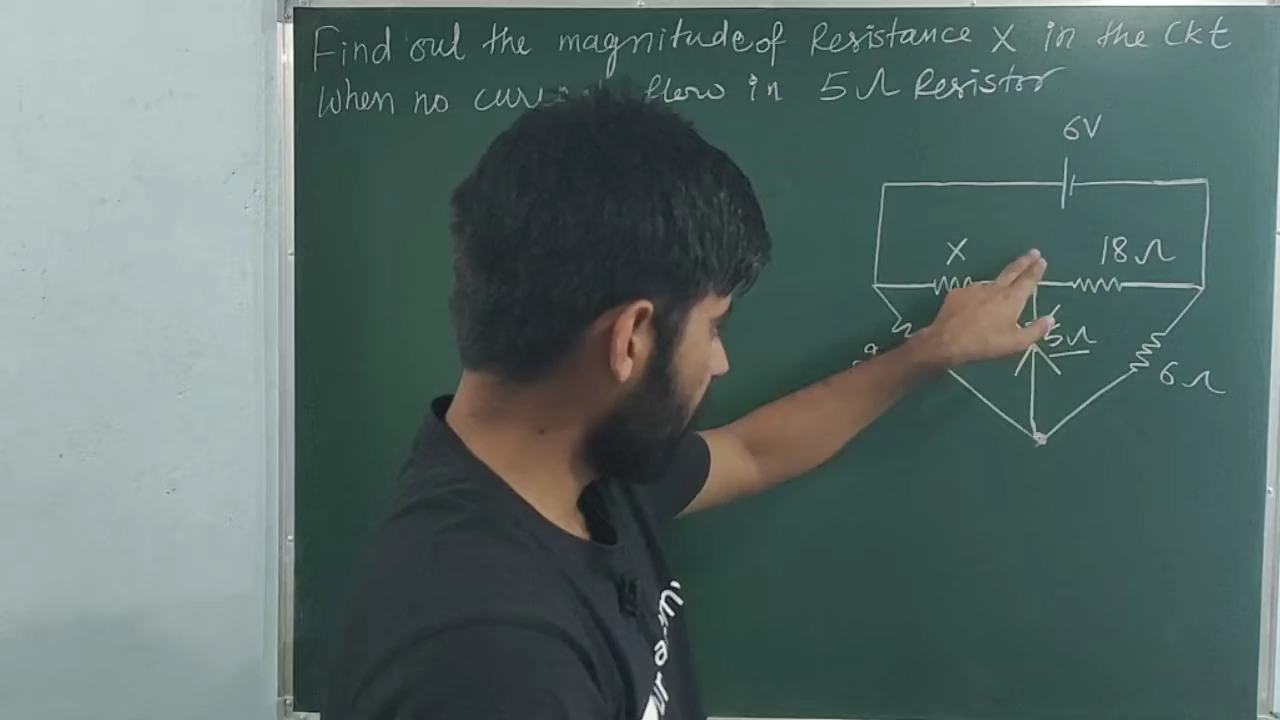 Find out the magnitude of Resistance X in the Ckt
When no flow in 5Ω Resistor
6V
X 18Ω
5Ω
6Ω